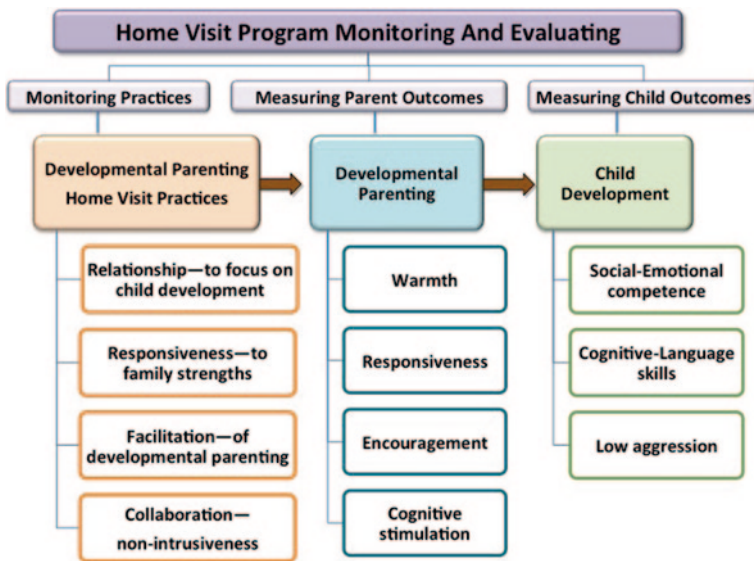 Home Visit Program Monitoring And Evaluating
Monitoring Practices
Measuring Parent Outcomes
Measuring Child Outcomes
Developmental Parenting
Home Visit Practices
Developmental
Parenting
Child
Development
Relationship—to focus on
child development
Responsiveness—to
family strengths
Facilitation—of
developmental parenting
Collaboration—
non-intrusiveness
Warmth
Responsiveness
Encouragement
Cognitive
stimulation
Social-Emotional
competence
Cognitive-Language
skills
Low aggression